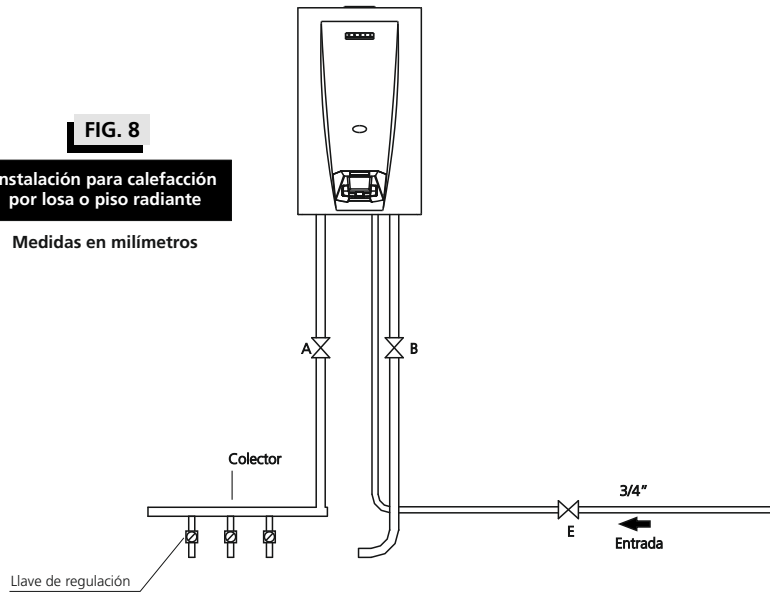 FIG. 8
nstalación para calefacción
por losa o piso radiante
Medidas en milímetros
A
B
Colector
3/4"
E
Entrada
Llave de regulación